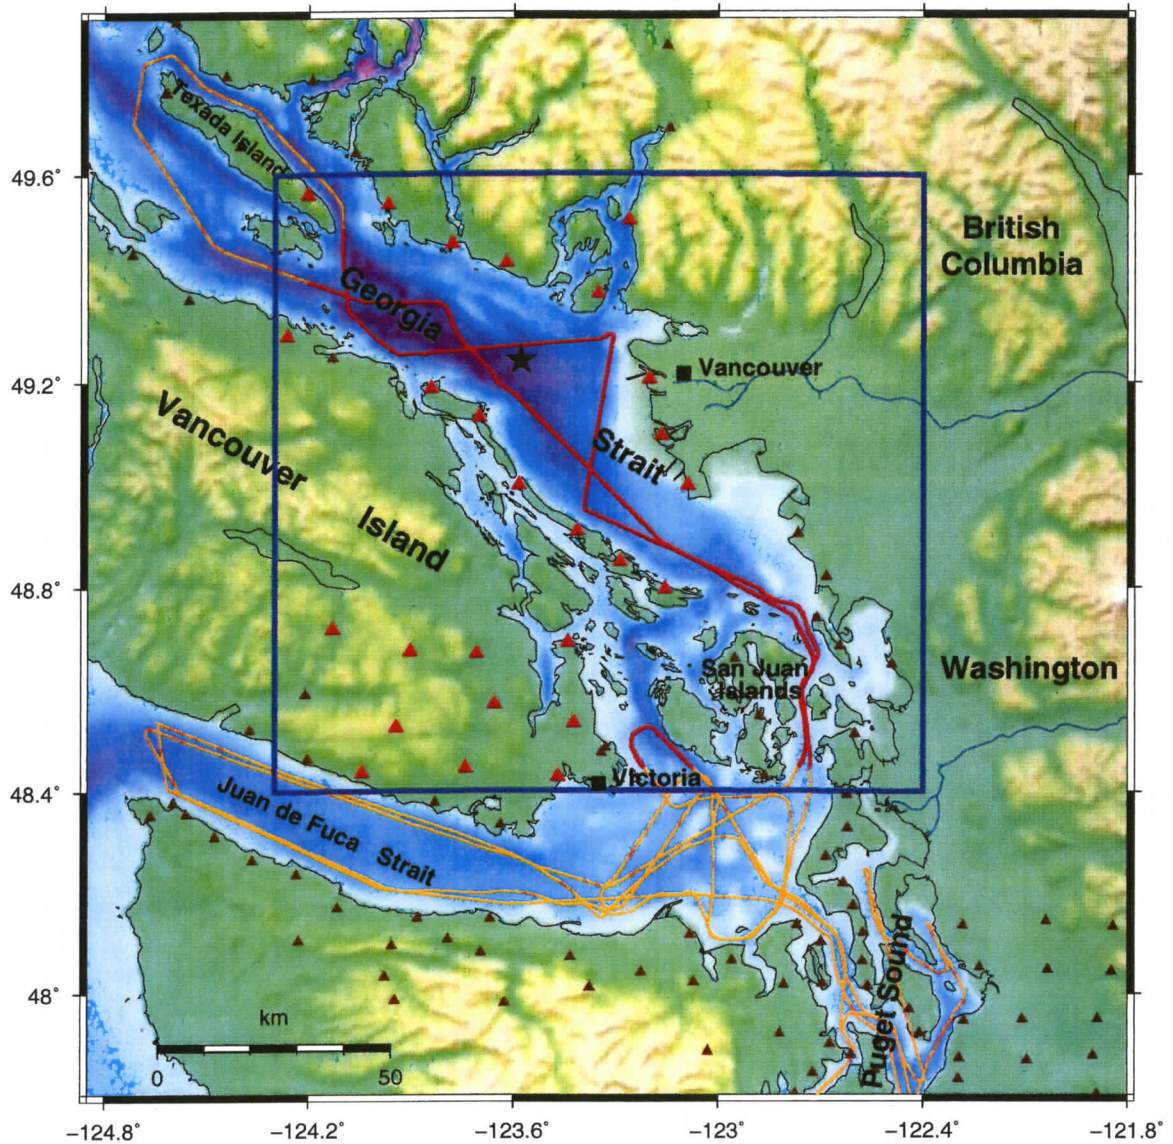 Texada Island
49.6°
British
Columbia
Georgia
Vancouver
49.2°
Vancouver
Strait
Island
48.8°
San Juan
Islands
Washington
Victoria
48.4°
Juan de Fuca Strait
Puget Sound
48°
km
0 50
−124.8° −124.2° −123.6° −123° −122.4° −121.8°